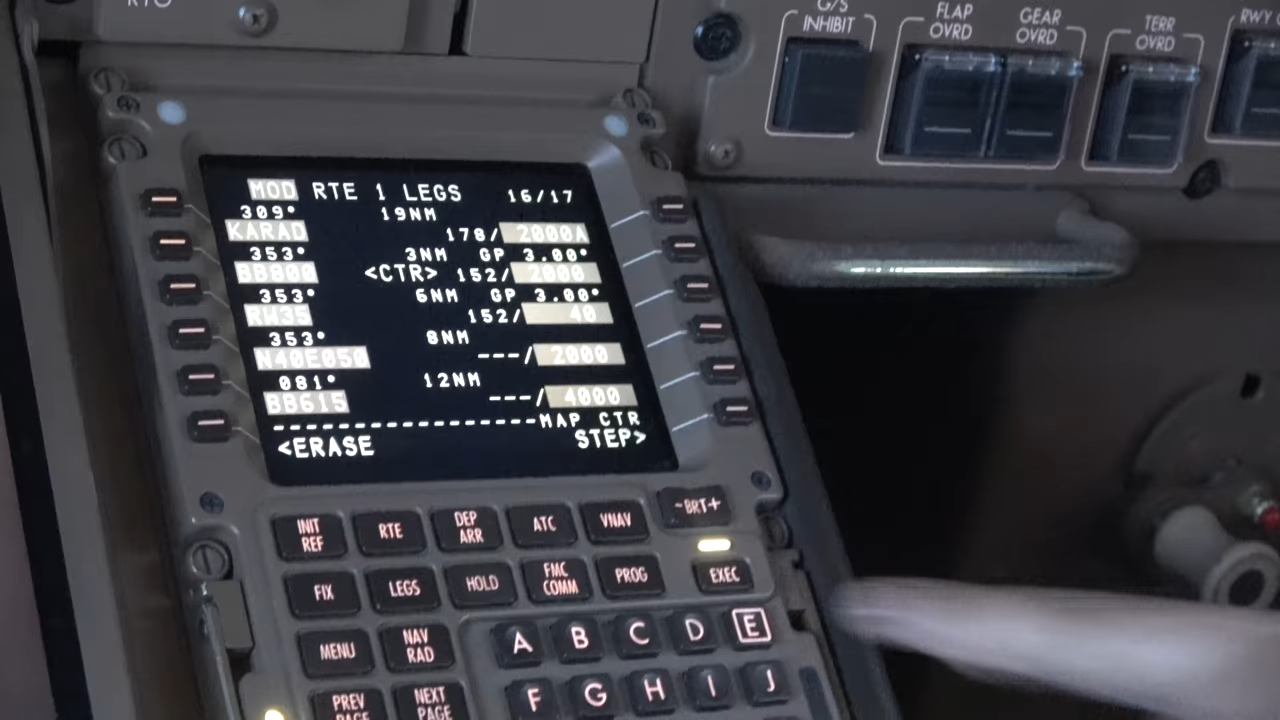 RTO
G/S
INHIBIT
FLAP
OVRD
GEAR
OVRD
TERR
OVRD
RWY
MOD RTE 1 LEGS 16/17
309° 19NM
KARAD 178/ 2000A
353° 3NM GP 3.00°
BB800 <CTR> 152/ 2000
353° 6NM GP 3.00°
RW35 152/ 40
353° 8NM
N40E050 ---/ 2000
081° 12NM
BB615 ---/ 4000
----------------MAP CTR
<ERASE STEP>
INIT
REF
RTE
DEP
ARR
ATC
VNAV
-BRT+
FIX
LEGS
HOLD
FMC
COMM
PROG
EXEC
MENU
NAV
RAD
A B C D E
PREV
PAGE
NEXT
PAGE
F G H I J